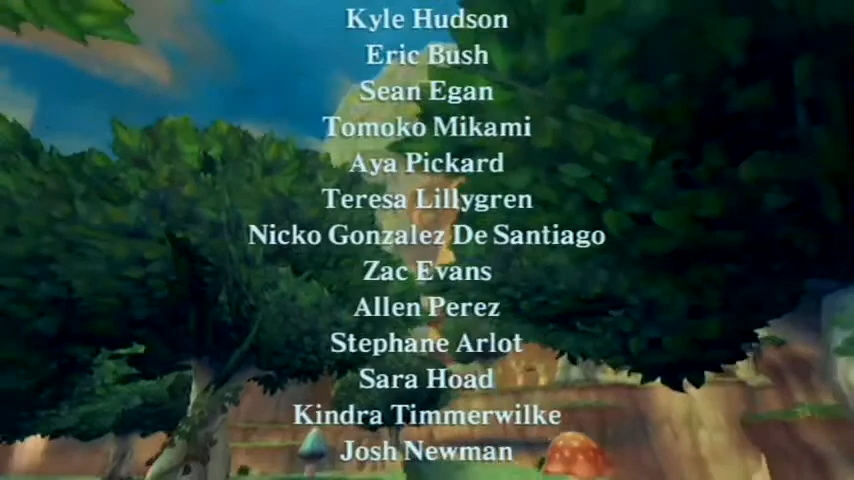 Kyle Hudson
Eric Bush
Sean Egan
Tomoko Mikami
Aya Pickard
Teresa Lillygren
Nicko Gonzalez De Santiago
Zac Evans
Allen Perez
Stephane Arlot
Sara Hoad
Kindra Timmerwilke
Josh Newman